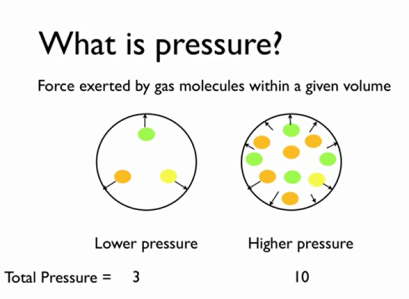 What is pressure?
Force exerted by gas molecules within a given volume
Lower pressure Higher pressure
Total Pressure = 3 10